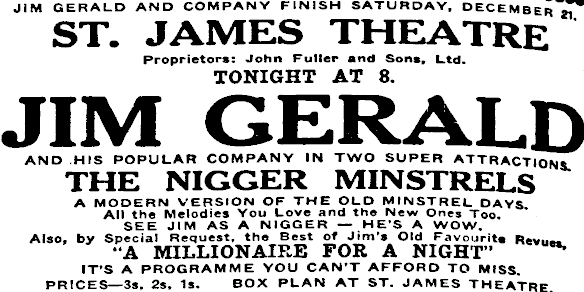 JIM GERALD AND COMPANY FINISH SATURDAY, DECEMBER 21.
ST. JAMES THEATRE
Proprietors: John Fuller and Sons, Ltd.
TONIGHT AT 8.
JIM GERALD
AND HIS POPULAR COMPANY IN TWO SUPER ATTRACTIONS.
THE NIGGER MINSTRELS
A MODERN VERSION OF THE OLD MINSTREL DAYS.
All the Melodies You Love and the New Ones Too.
SEE JIM AS A NIGGER — HE'S A WOW.
Also, by Special Request, the Best of Jim's Old Favourite Revues,
"A MILLIONAIRE FOR A NIGHT"
IT'S A PROGRAMME YOU CAN'T AFFORD TO MISS.
PRICES—3s, 2s, 1s. BOX PLAN AT ST. JAMES THEATRE.